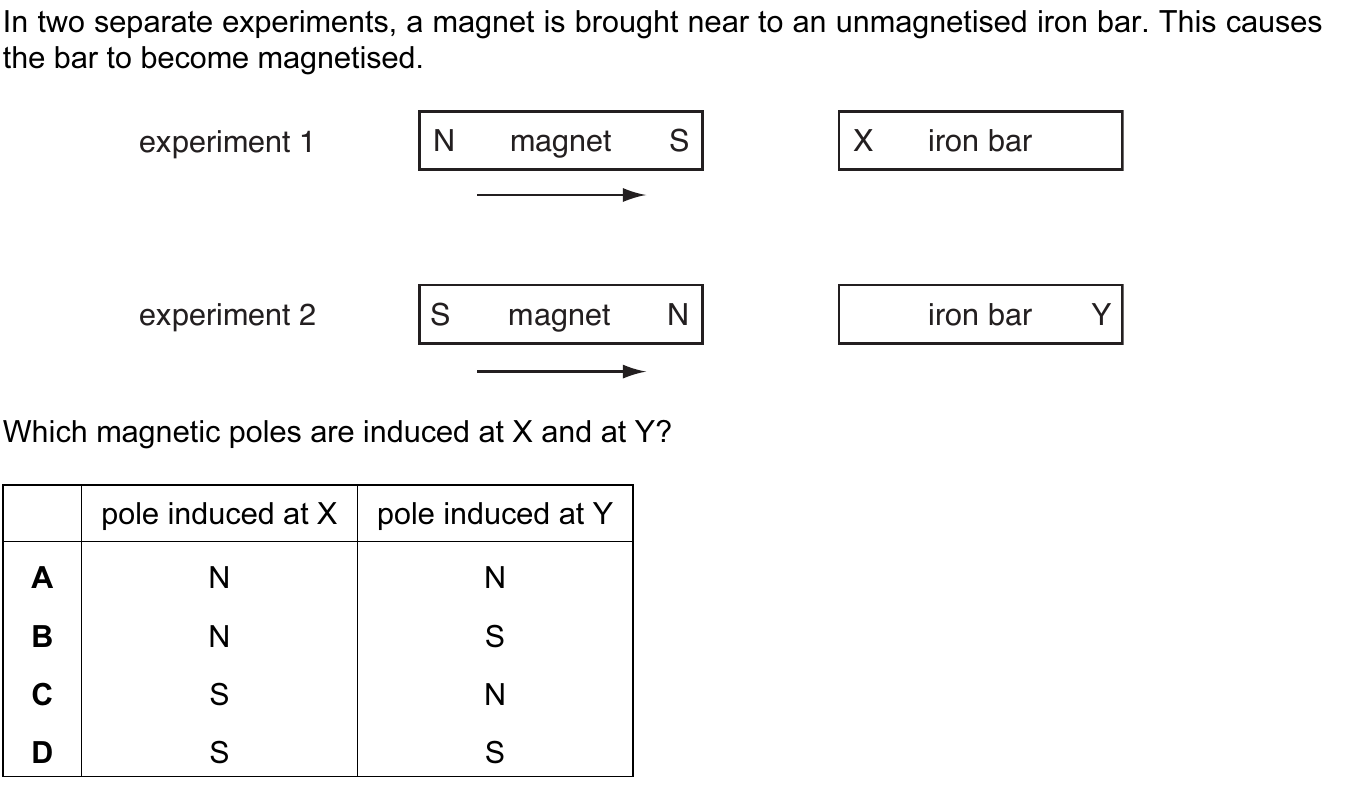 In two separate experiments, a magnet is brought near to an unmagnetised iron bar. This causes
the bar to become magnetised.
experiment 1 N magnet S X iron bar
experiment 2 S magnet N iron bar Y
Which magnetic poles are induced at X and at Y?
pole induced at X pole induced at Y
A N N
B N S
C S N
D S S